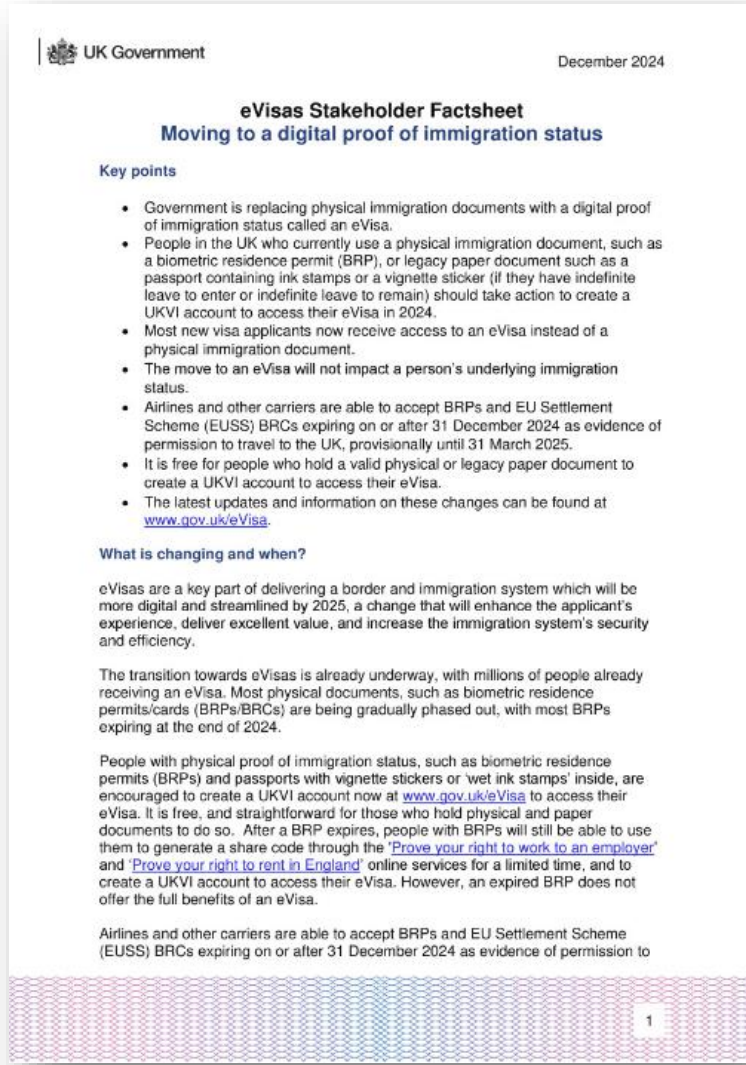 UK Government
December 2024
eVisas Stakeholder Factsheet
Moving to a digital proof of immigration status
Key points
• Government is replacing physical immigration documents with a digital proof
of immigration status called an eVisa.
• People in the UK who currently use a physical immigration document, such as
a biometric residence permit (BRP), or legacy paper document such as a
passport containing ink stamps or a vignette sticker (if they have indefinite
leave to enter or indefinite leave to remain) should take action to create a
UKVI account to access their eVisa in 2024.
• Most new visa applicants now receive access to an eVisa instead of a
physical immigration document.
• The move to an eVisa will not impact a person's underlying immigration
status.
• Airlines and other carriers are able to accept BRPs and EU Settlement
Scheme (EUSS) BRCs expiring on or after 31 December 2024 as evidence of
permission to travel to the UK, provisionally until 31 March 2025.
• It is free for people who hold a valid physical or legacy paper document to
create a UKVI account to access their eVisa.
• The latest updates and information on these changes can be found at
www.gov.uk/eVisa.
What is changing and when?
eVisas are a key part of delivering a border and immigration system which will be
more digital and streamlined by 2025, a change that will enhance the applicant's
experience, deliver excellent value, and increase the immigration system's security
and efficiency.
The transition towards eVisas is already underway, with millions of people already
receiving an eVisa. Most physical documents, such as biometric residence
permits/cards (BRPs/BRCs) are being gradually phased out, with most BRPs
expiring at the end of 2024.
People with physical proof of immigration status, such as biometric residence
permits (BRPs) and passports with vignette stickers or 'wet ink stamps' inside, are
encouraged to create a UKVI account now at www.gov.uk/eVisa to access their
eVisa. It is free, and straightforward for those who hold physical and paper
documents to do so. After a BRP expires, people with BRPs will still be able to use
them to generate a share code through the 'Prove your right to work to an employer'
and 'Prove your right to rent in England' online services for a limited time, and to
create a UKVI account to access their eVisa. However, an expired BRP does not
offer the full benefits of an eVisa.
Airlines and other carriers are able to accept BRPs and EU Settlement Scheme
(EUSS) BRCs expiring on or after 31 December 2024 as evidence of permission to
1